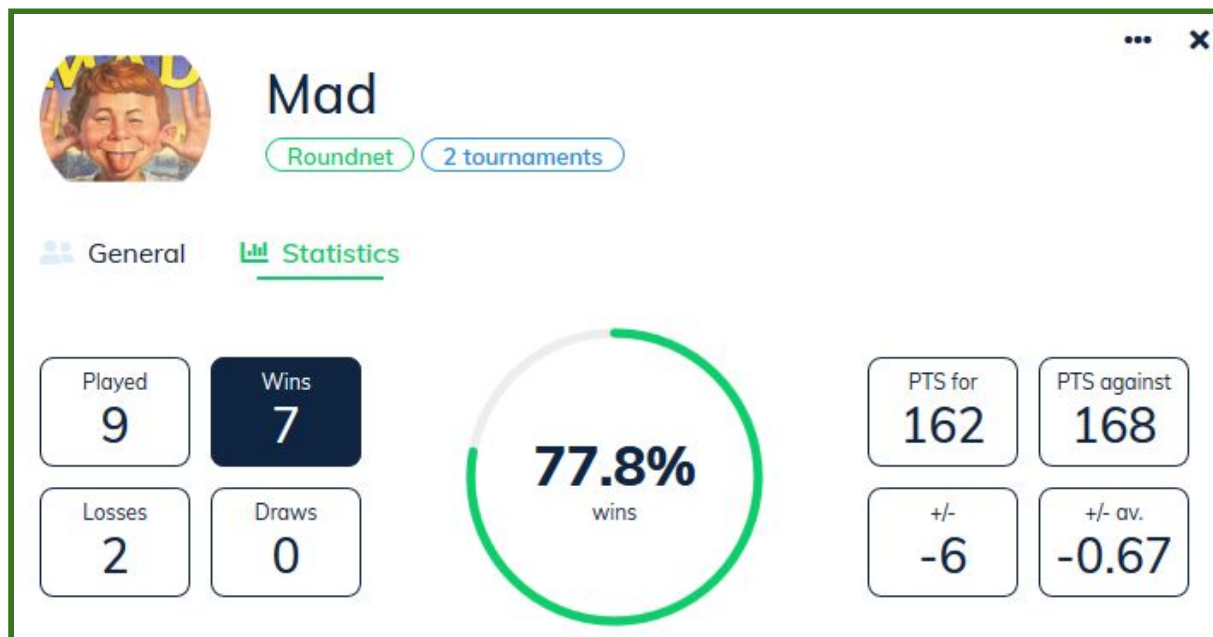 MAD
Mad
Roundnet
2 tournaments
General
Statistics
Played
9
Wins
7
Losses
2
Draws
0
77.8%
wins
PTS for
162
PTS against
168
+/-
-6
+/- av.
-0.67